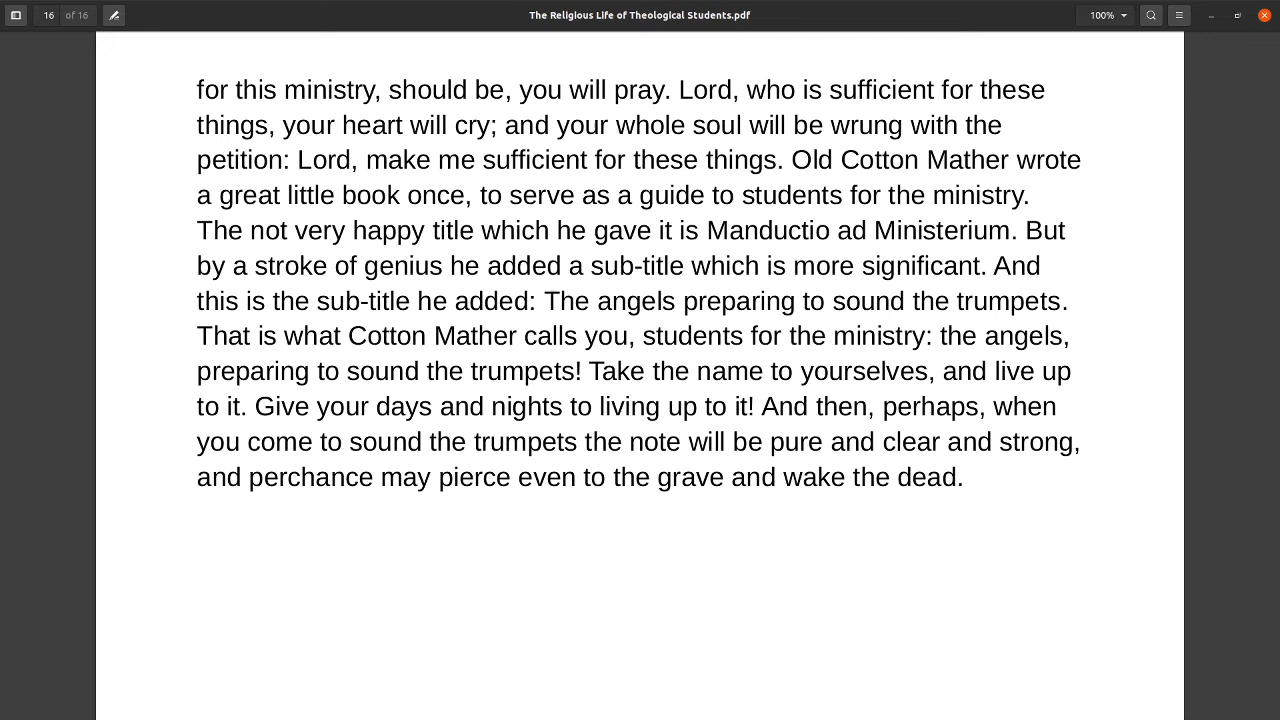 16 of 16
The Religious Life of Theological Students.pdf
100%
for this ministry, should be, you will pray. Lord, who is sufficient for these
things, your heart will cry; and your whole soul will be wrung with the
petition: Lord, make me sufficient for these things. Old Cotton Mather wrote
a great little book once, to serve as a guide to students for the ministry.
The not very happy title which he gave it is Manductio ad Ministerium. But
by a stroke of genius he added a sub-title which is more significant. And
this is the sub-title he added: The angels preparing to sound the trumpets.
That is what Cotton Mather calls you, students for the ministry: the angels,
preparing to sound the trumpets! Take the name to yourselves, and live up
to it. Give your days and nights to living up to it! And then, perhaps, when
you come to sound the trumpets the note will be pure and clear and strong,
and perchance may pierce even to the grave and wake the dead.